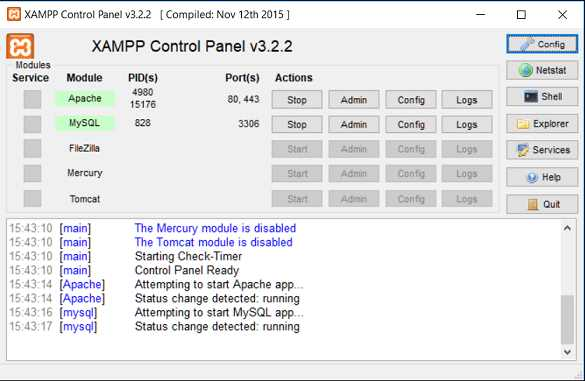 XAMPP Control Panel v3.2.2 [ Compiled: Nov 12th 2015 ]
XAMPP Control Panel v3.2.2
Config
Modules
Service Module PID(s) Port(s) Actions
Netstat
Apache 4980 15176 80, 443 Stop Admin Config Logs
Shell
MySQL 828 3306 Stop Admin Config Logs
Explorer
FileZilla Start Admin Config Logs
Services
Mercury Start Admin Config Logs
Help
Tomcat Start Admin Config Logs
Quit
15:43:10 [main] The Mercury module is disabled
15:43:10 [main] The Tomcat module is disabled
15:43:10 [main] Starting Check-Timer
15:43:10 [main] Control Panel Ready
15:43:14 [Apache] Attempting to start Apache app...
15:43:14 [Apache] Status change detected: running
15:43:16 [mysql] Attempting to start MySQL app...
15:43:17 [mysql] Status change detected: running